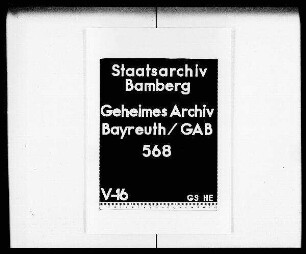 Staatsarchiv
Bamberg
Geheimes Archiv
Bayreuth/GAB
568
V-16
GS HE